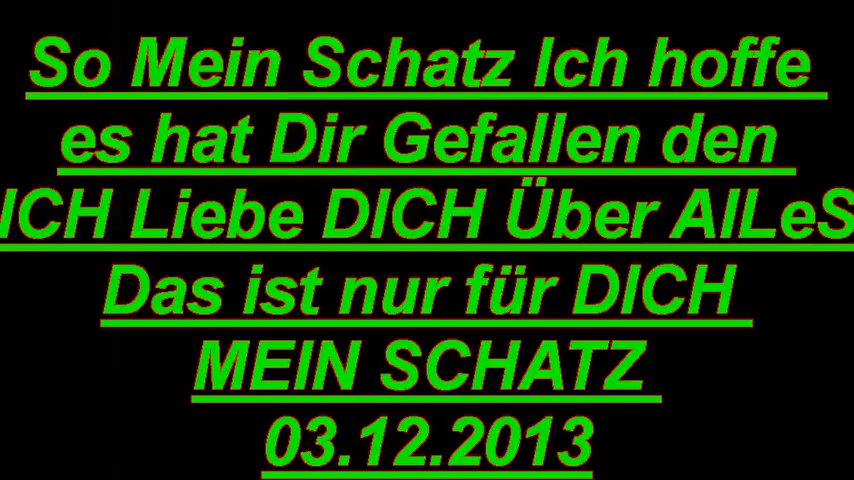 So Mein Schatz Ich hoffe
es hat Dir Gefallen den
ICH Liebe DICH Über AlLeS
Das ist nur für DICH
MEIN SCHATZ
03.12.2013